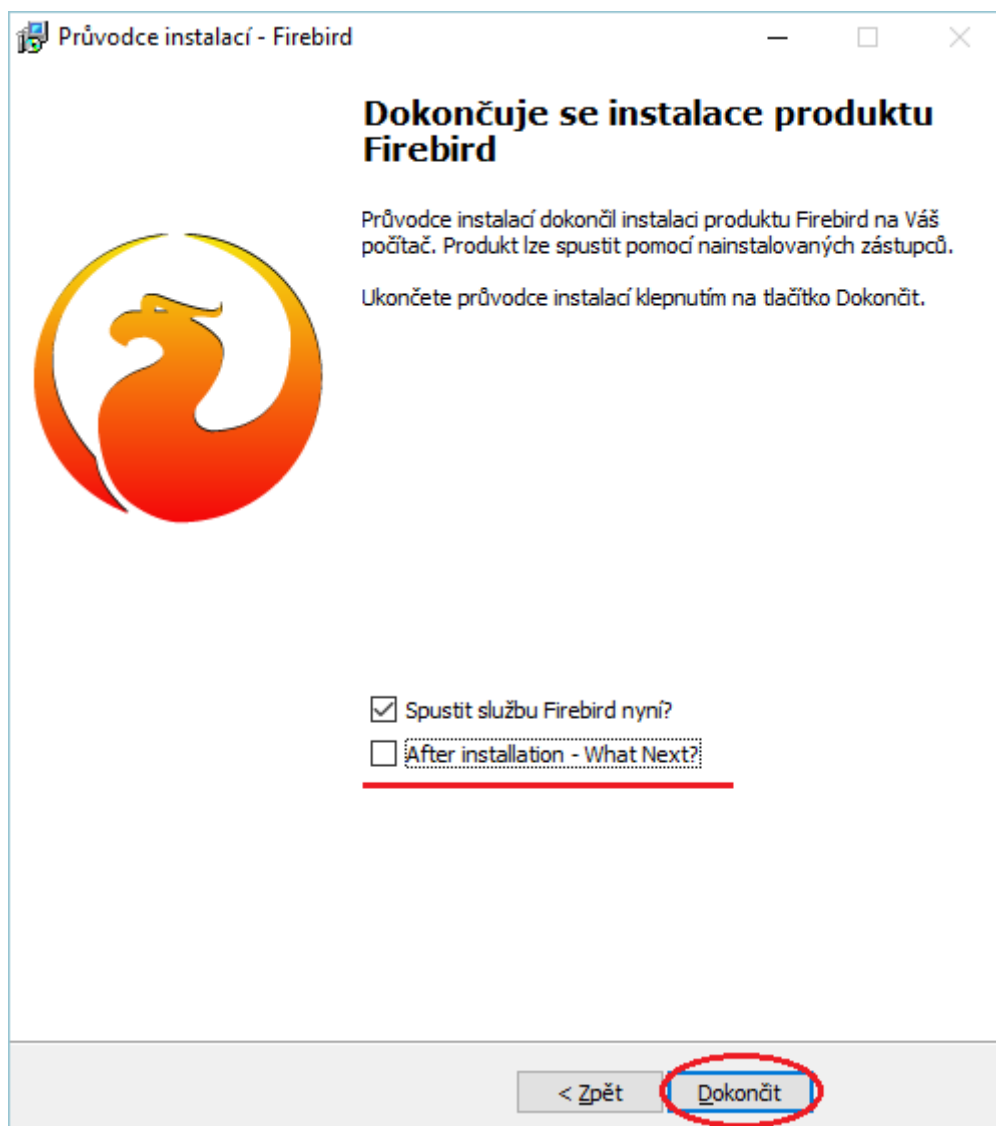 Průvodce instalací - Firebird
Dokončuje se instalace produktu
Firebird
Průvodce instalací dokončil instalaci produktu Firebird na Váš
počítač. Produkt lze spustit pomocí nainstalovaných zástupců.
Ukončete průvodce instalací klepnutím na tlačítko Dokončit.
Spustit službu Firebird nyní?
After installation - What Next?
< Zpět
Dokončit